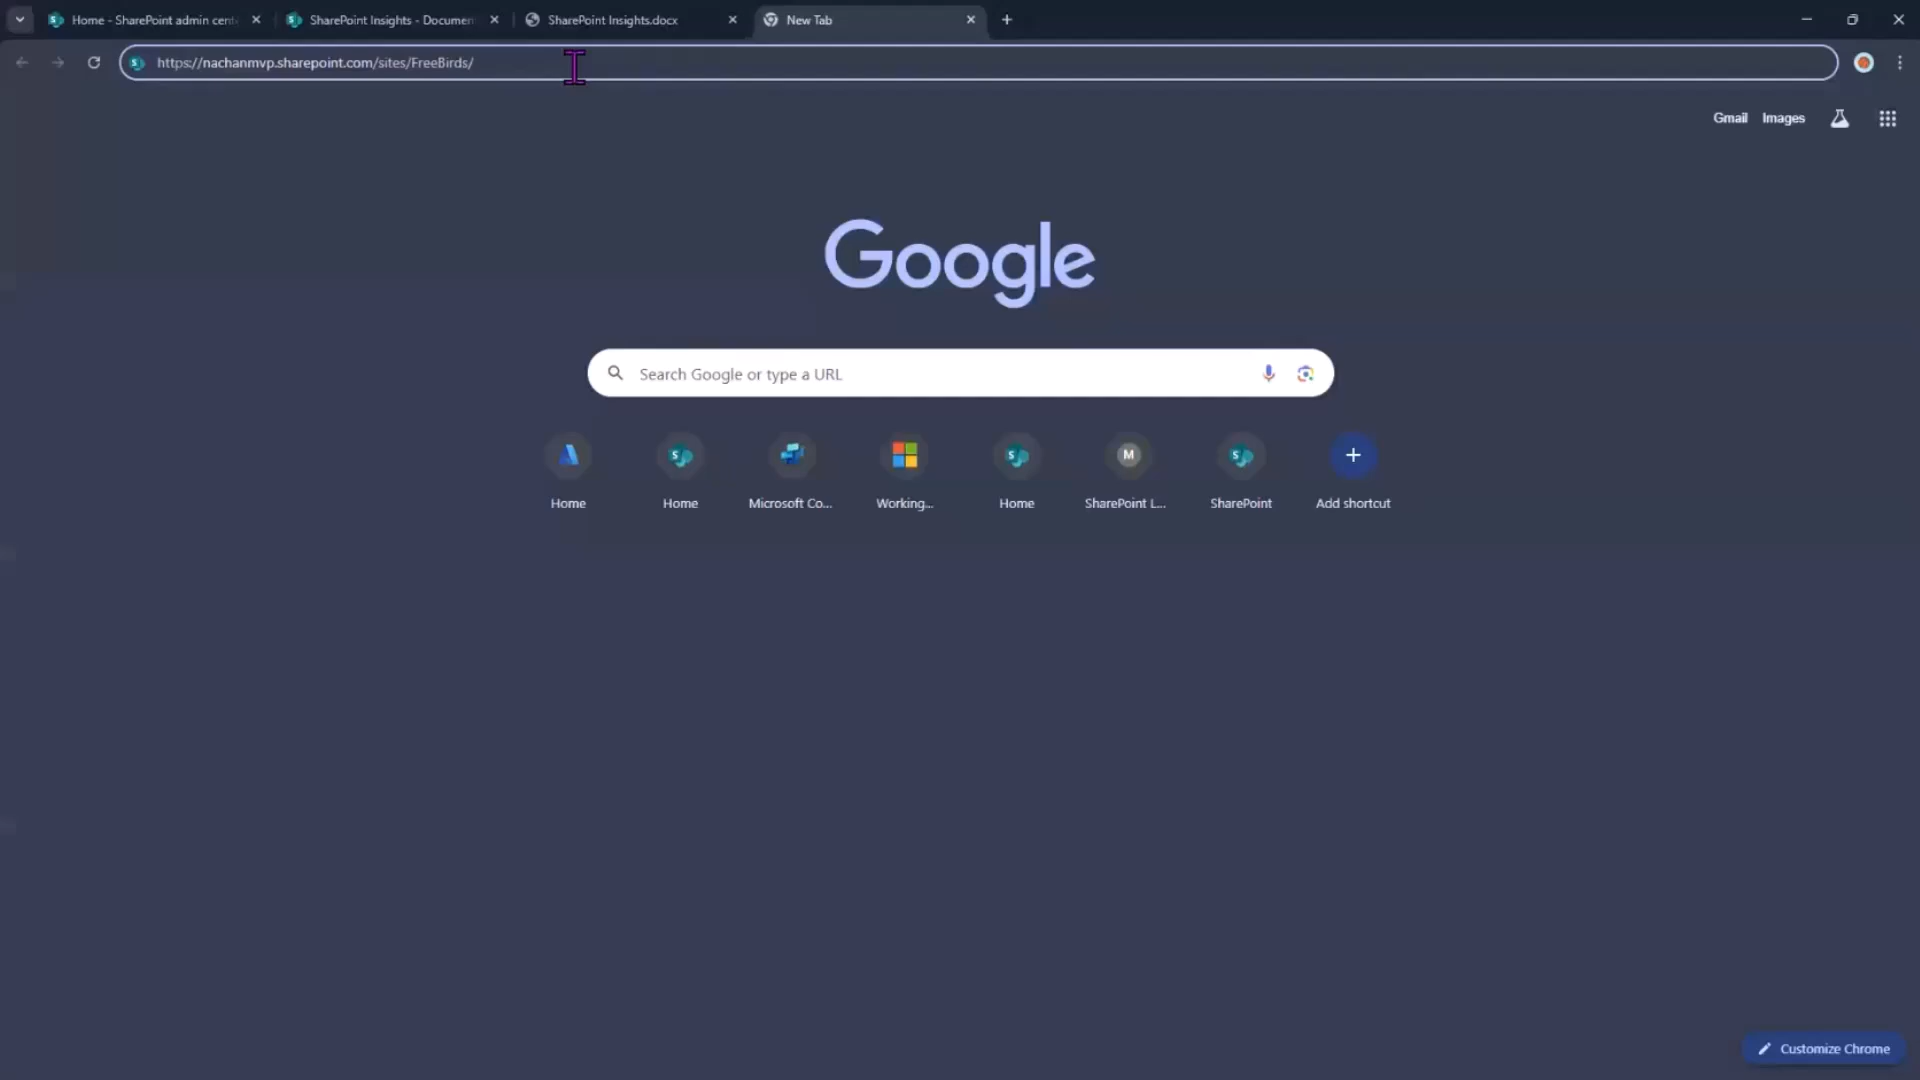 Home - SharePoint admin cent
SharePoint Insights - Documen
SharePoint Insights.docx
New Tab
https://nachanmvp.sharepoint.com/sites/FreeBirds/
Gmail Images
Google
Search Google or type a URL
M
Home Home Microsoft Co... Working... Home SharePoint L... SharePoint Add shortcut
Customize Chrome